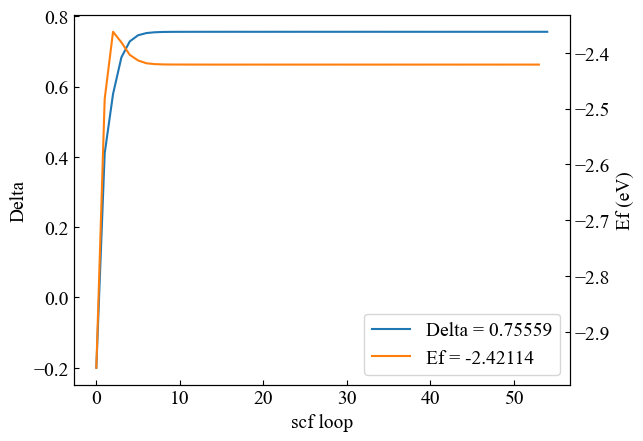 0.8
0.6
0.4
0.2
0.0
−0.2
Delta
−2.4
−2.5
−2.6
−2.7
−2.8
−2.9
Ef (eV)
Delta = 0.75559
Ef = -2.42114
0 10 20 30 40 50
scf loop